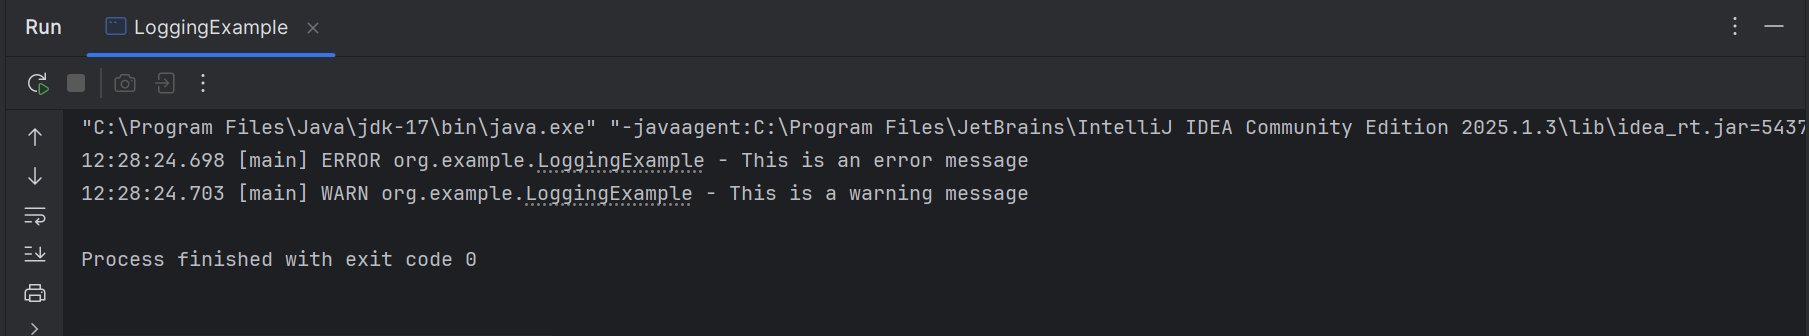 Run LoggingExample
"C:\Program Files\Java\jdk-17\bin\java.exe" "-javaagent:C:\Program Files\JetBrains\IntelliJ IDEA Community Edition 2025.1.3\lib\idea_rt.jar=5437
12:28:24.698 [main] ERROR org.example.LoggingExample - This is an error message
12:28:24.703 [main] WARN org.example.LoggingExample - This is a warning message
Process finished with exit code 0